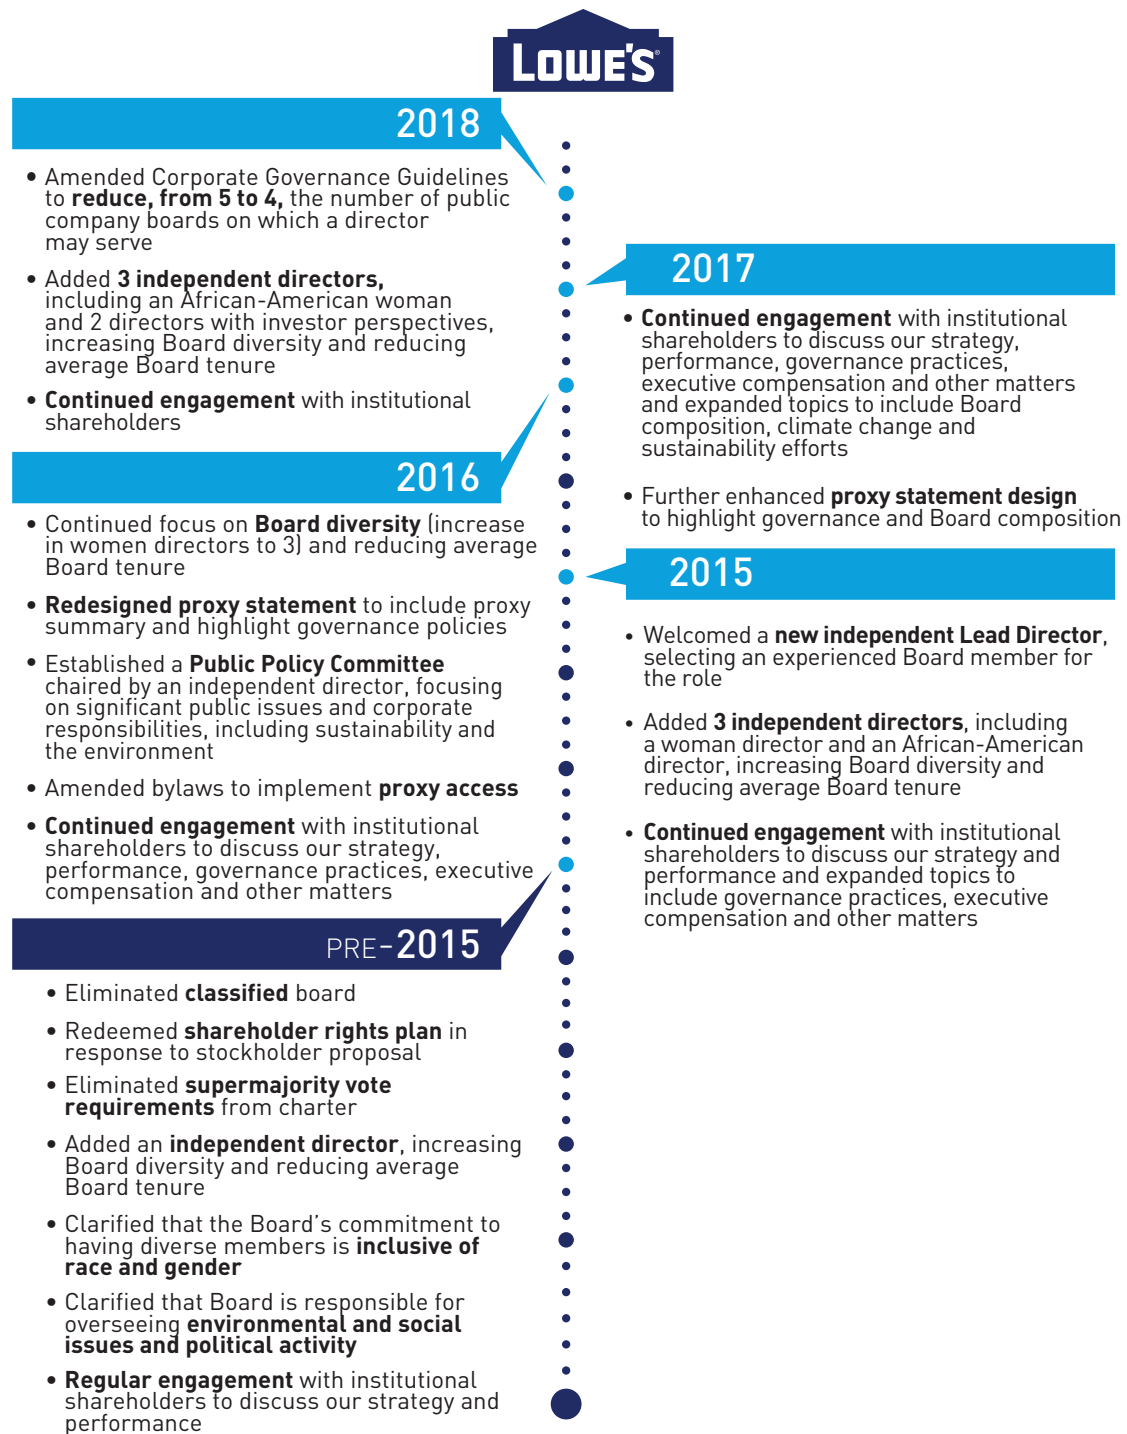 LOWE'S®
2018
• Amended Corporate Governance Guidelines
to reduce, from 5 to 4, the number of public
company boards on which a director
may serve
• Added 3 independent directors,
including an African-American woman
and 2 directors with investor perspectives,
increasing Board diversity and reducing
average Board tenure
• Continued engagement with institutional
shareholders
2017
• Continued engagement with institutional
shareholders to discuss our strategy,
performance, governance practices,
executive compensation and other matters
and expanded topics to include Board
composition, climate change and
sustainability efforts
• Further enhanced proxy statement design
to highlight governance and Board composition
2016
• Continued focus on Board diversity (increase
in women directors to 3) and reducing average
Board tenure
• Redesigned proxy statement to include proxy
summary and highlight governance policies
• Established a Public Policy Committee
chaired by an independent director, focusing
on significant public issues and corporate
responsibilities, including sustainability and
the environment
• Amended bylaws to implement proxy access
• Continued engagement with institutional
shareholders to discuss our strategy,
performance, governance practices, executive
compensation and other matters
2015
• Welcomed a new independent Lead Director,
selecting an experienced Board member for
the role
• Added 3 independent directors, including
a woman director and an African-American
director, increasing Board diversity and
reducing average Board tenure
• Continued engagement with institutional
shareholders to discuss our strategy and
performance and expanded topics to
include governance practices, executive
compensation and other matters
PRE-2015
• Eliminated classified board
• Redeemed shareholder rights plan in
response to stockholder proposal
• Eliminated supermajority vote
requirements from charter
• Added an independent director, increasing
Board diversity and reducing average
Board tenure
• Clarified that the Board's commitment to
having diverse members is inclusive of
race and gender
• Clarified that Board is responsible for
overseeing environmental and social
issues and political activity
• Regular engagement with institutional
shareholders to discuss our strategy and
performance